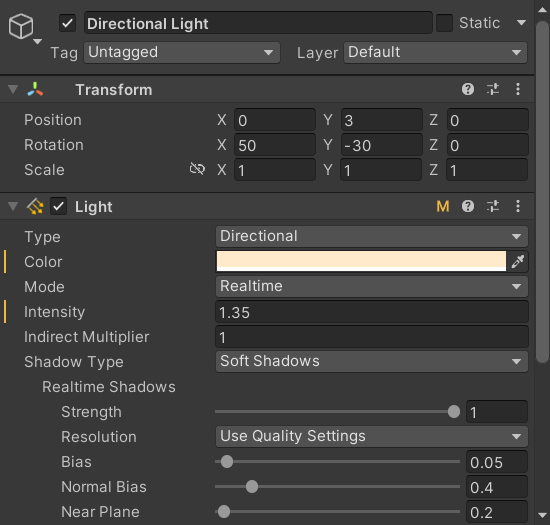 Directional Light Static
Tag Untagged Layer Default
Transform
Position X 0 Y 3 Z 0
Rotation X 50 Y -30 Z 0
Scale X 1 Y 1 Z 1
Light M
Type Directional
Color
Mode Realtime
Intensity 1.35
Indirect Multiplier 1
Shadow Type Soft Shadows
Realtime Shadows
Strength 1
Resolution Use Quality Settings
Bias 0.05
Normal Bias 0.4
Near Plane 0.2